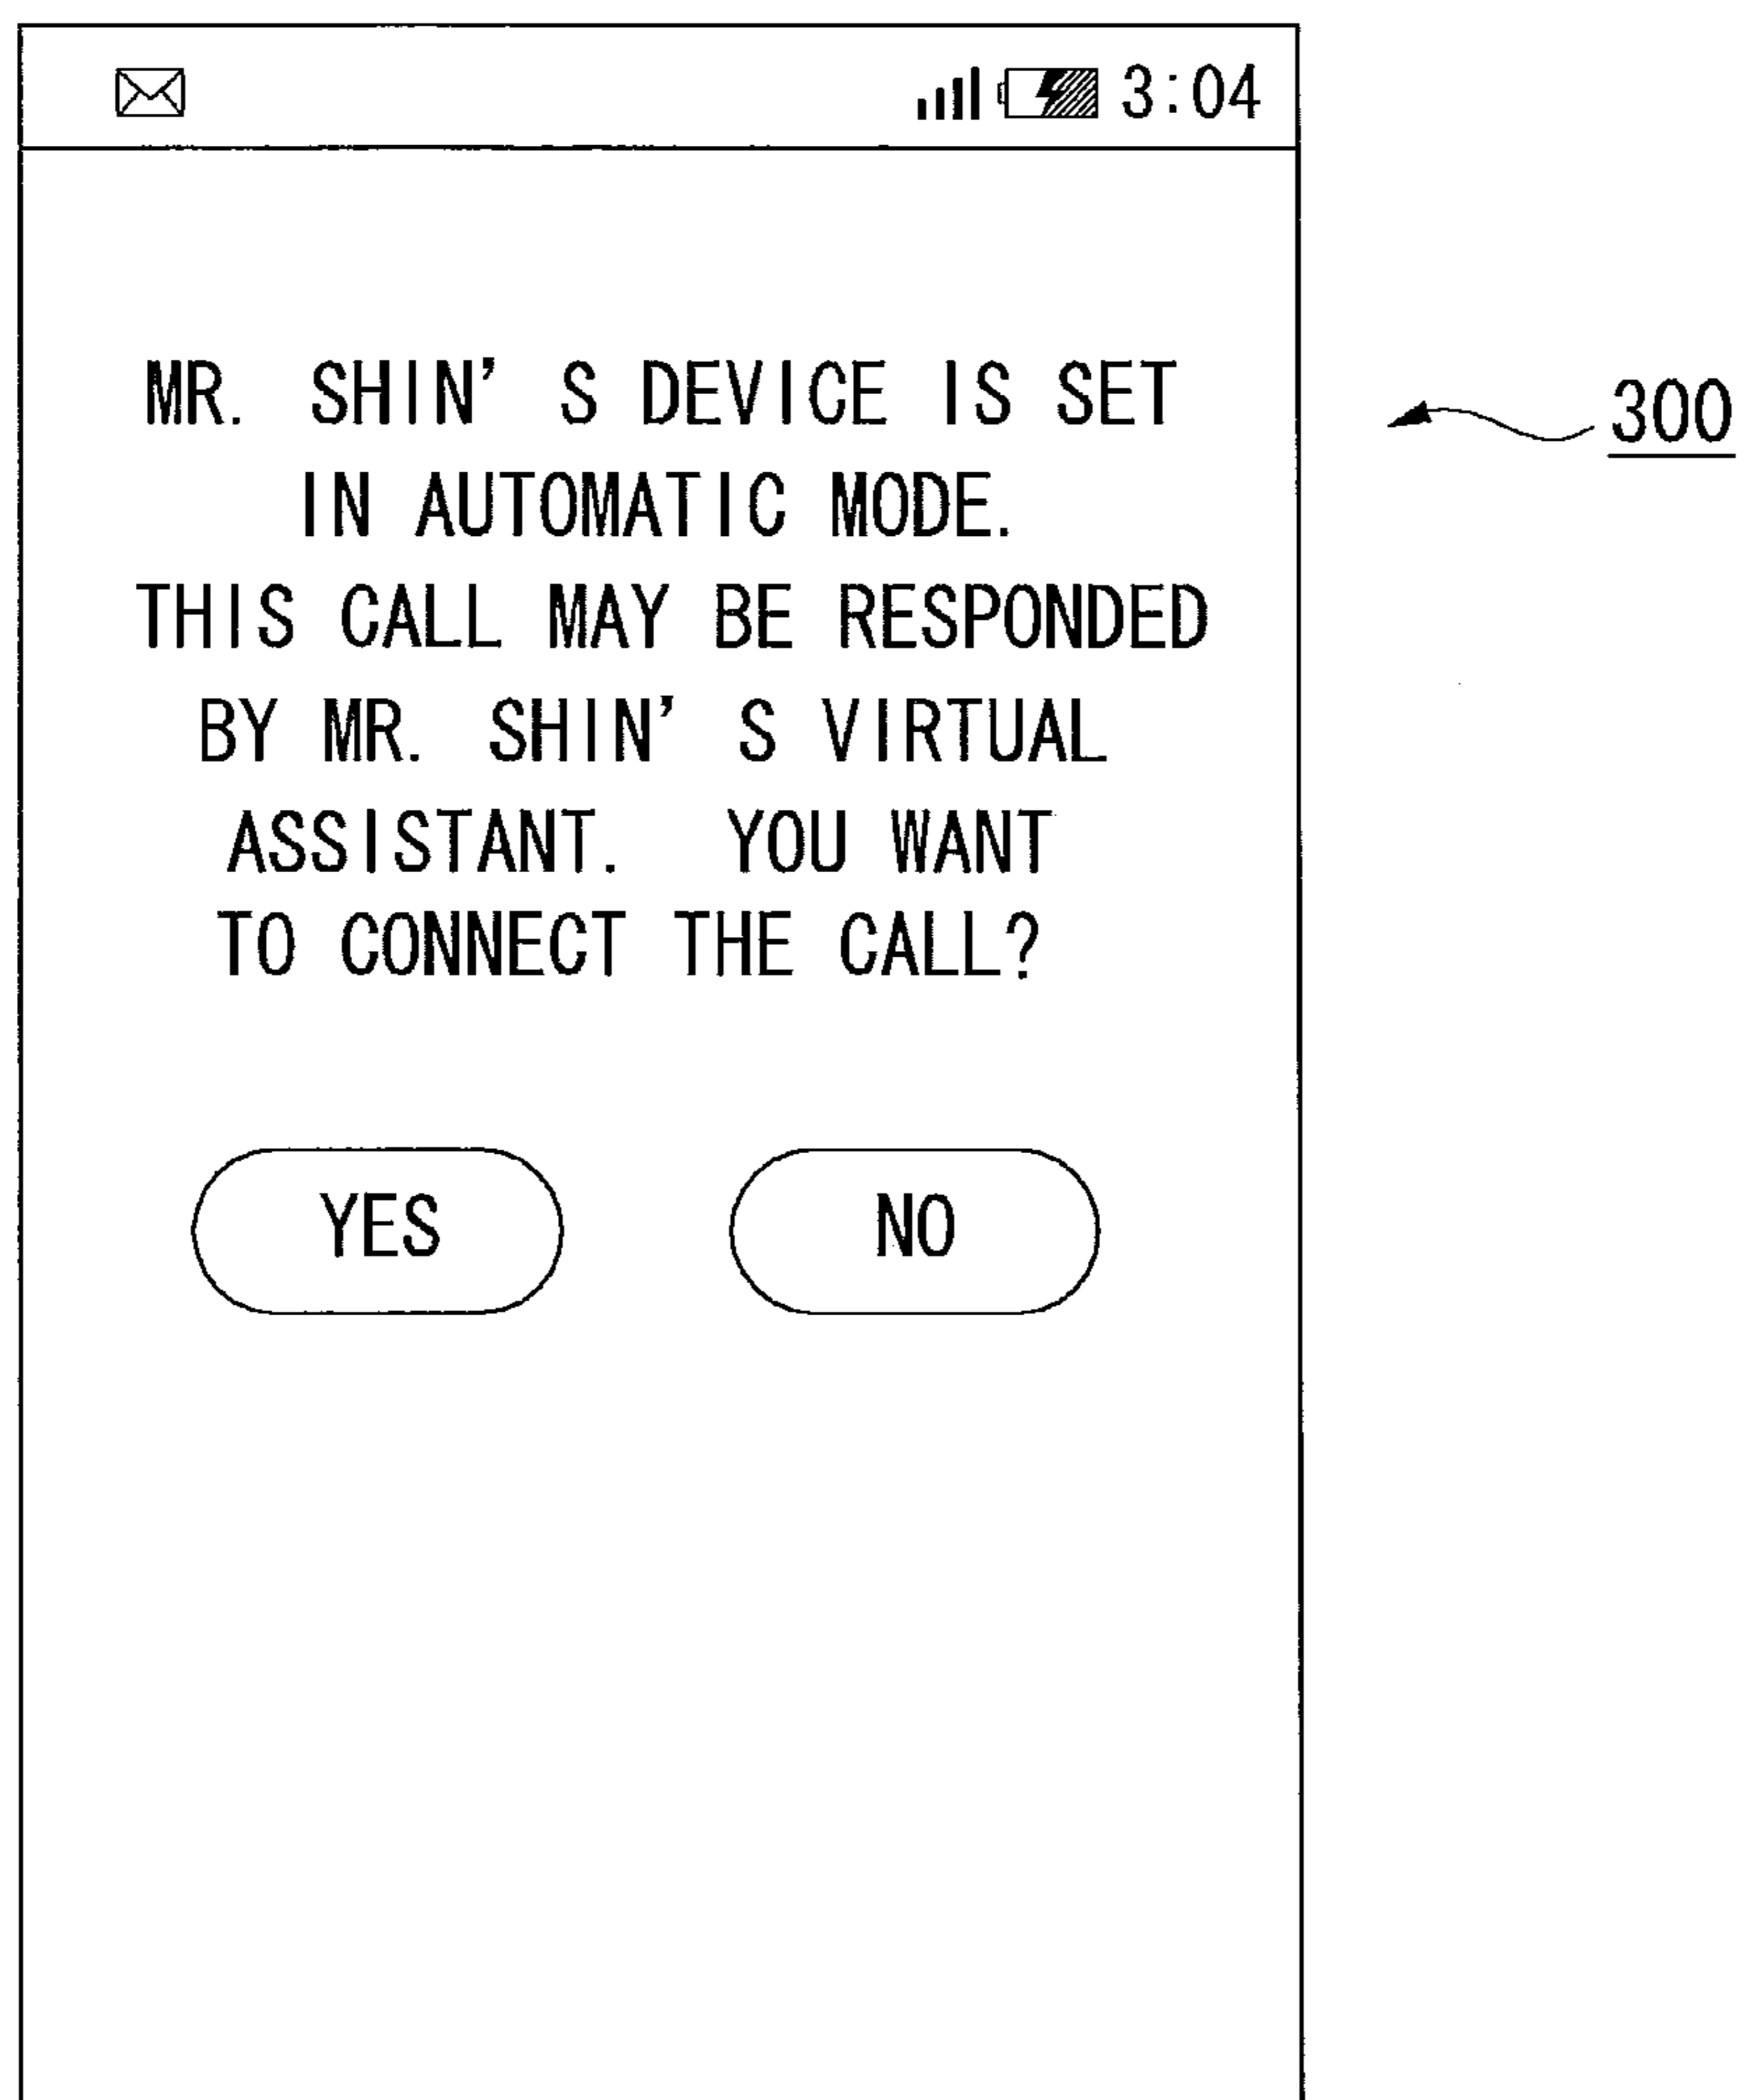 3:04
MR. SHIN' S DEVICE IS SET
IN AUTOMATIC MODE.
THIS CALL MAY BE RESPONDED
BY MR. SHIN' S VIRTUAL
ASSISTANT. YOU WANT
TO CONNECT THE CALL?
YES NO
300